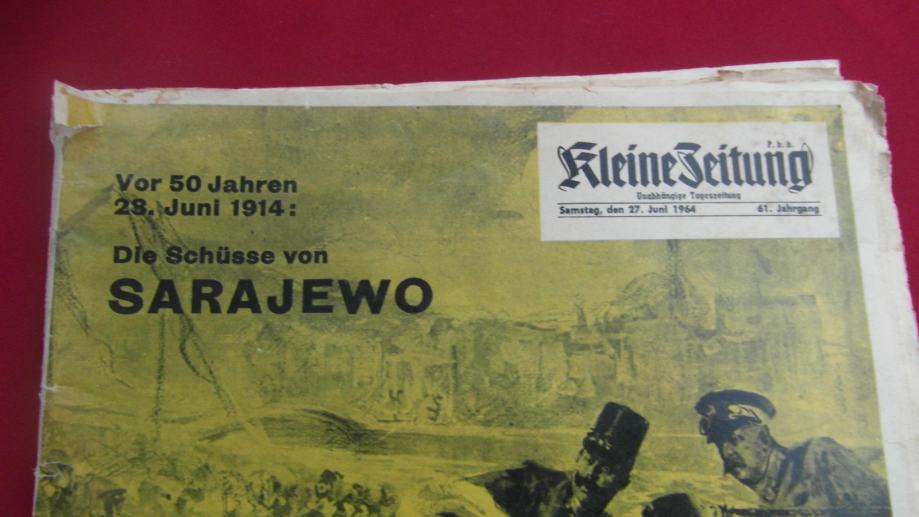 Vor 50 Jahren
28. Juni 1914:
Die Schüsse von
SARAJEWO
P. b. b.
Kleine Zeitung
Unabhängige Tageszeitung
Samstag, den 27. Juni 1964 61. Jahrgang